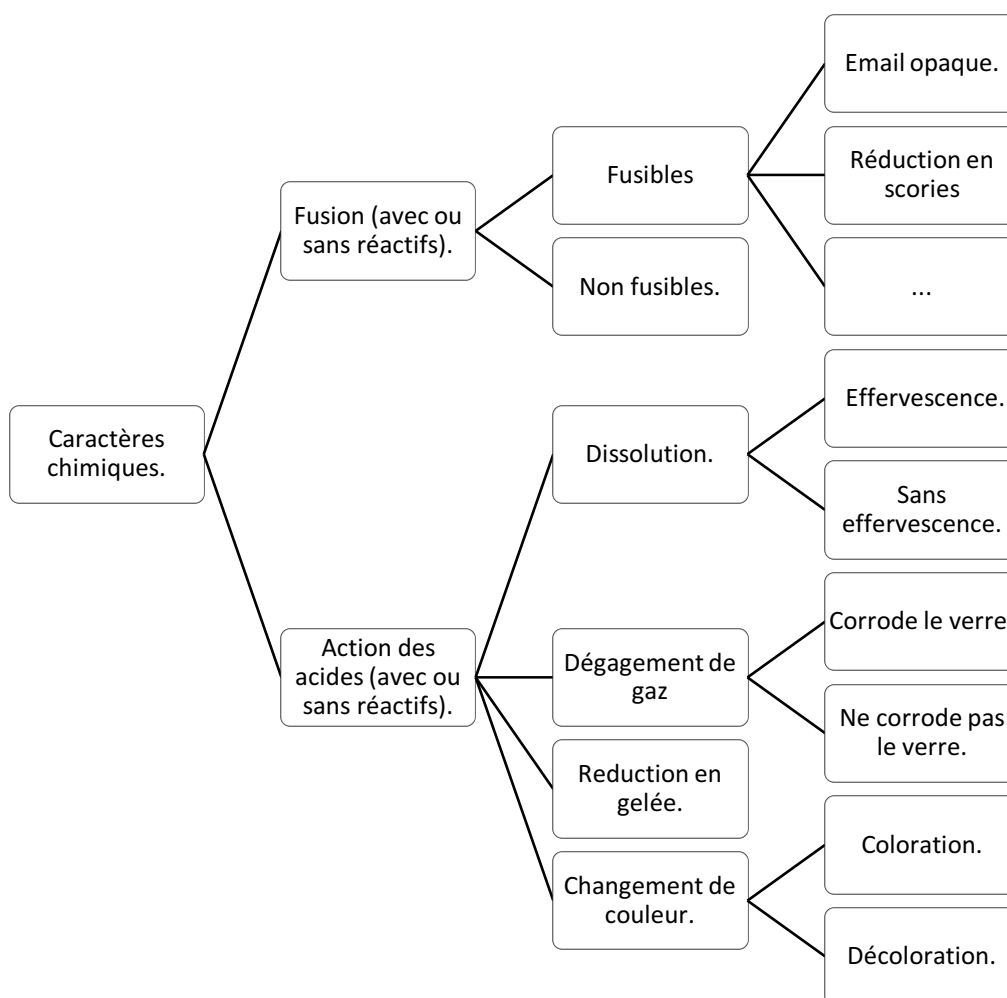 Caractères
chimiques.
Fusion (avec ou
sans réactifs).
Fusibles
Email opaque.
Réduction en
scories
...
Non fusibles.
Action des
acides (avec ou
sans réactifs).
Dissolution.
Effervescence.
Sans
effervescence.
Dégagement de
gaz
Corrode le verre
Ne corrode pas
le verre.
Reduction en
gelée.
Changement de
couleur.
Coloration.
Décoloration.